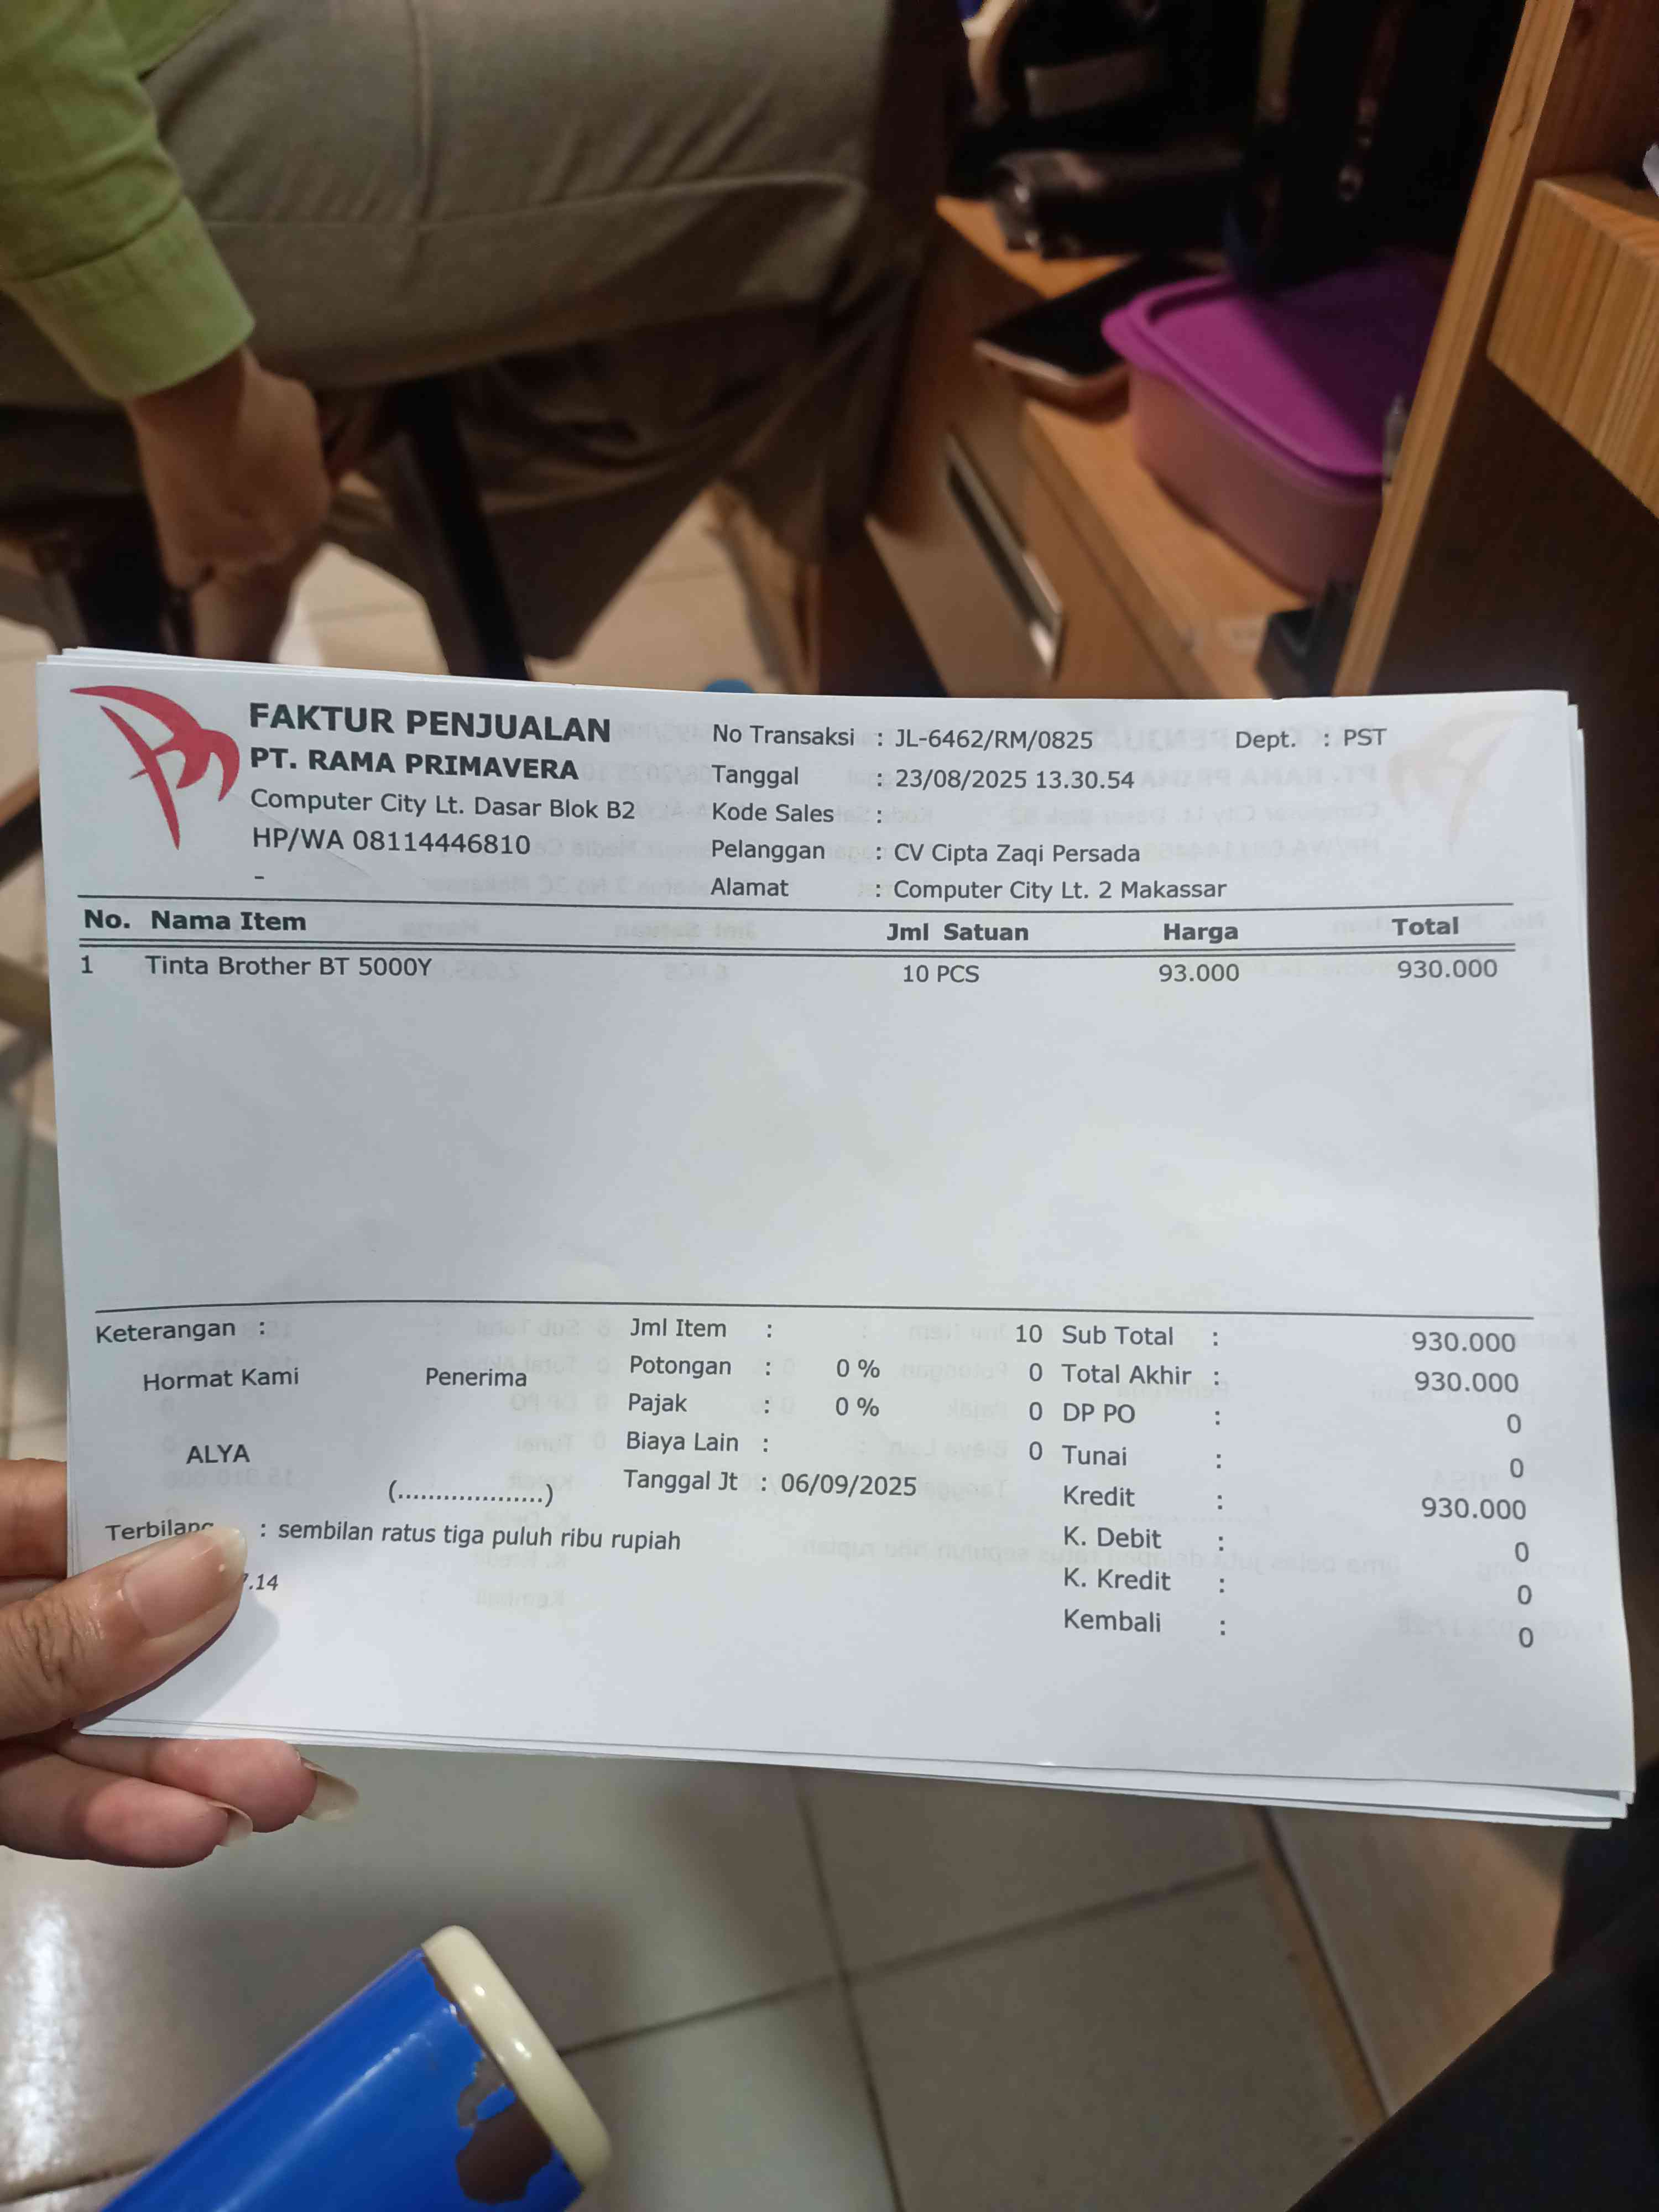 FAKTUR PENJUALAN
PT. RAMA PRIMAVERA
Computer City Lt. Dasar Blok B2
HP/WA 08114446810
-
No Transaksi : JL-6462/RM/0825 Dept. : PST
Tanggal : 23/08/2025 13.30.54
Kode Sales :
Pelanggan : CV Cipta Zaqi Persada
Alamat : Computer City Lt. 2 Makassar
No. Nama Item Jml Satuan Harga Total
1 Tinta Brother BT 5000Y 10 PCS 93.000 930.000
Keterangan :
Hormat Kami Penerima
ALYA
(...................)
Jml Item : 10
Potongan : 0 % 0
Pajak : 0 % 0
Biaya Lain : 0
Tanggal Jt : 06/09/2025
Sub Total : 930.000
Total Akhir : 930.000
DP PO : 0
Tunai : 0
Kredit : 930.000
K. Debit : 0
K. Kredit : 0
Kembali : 0
Terbilang : sembilan ratus tiga puluh ribu rupiah
.14